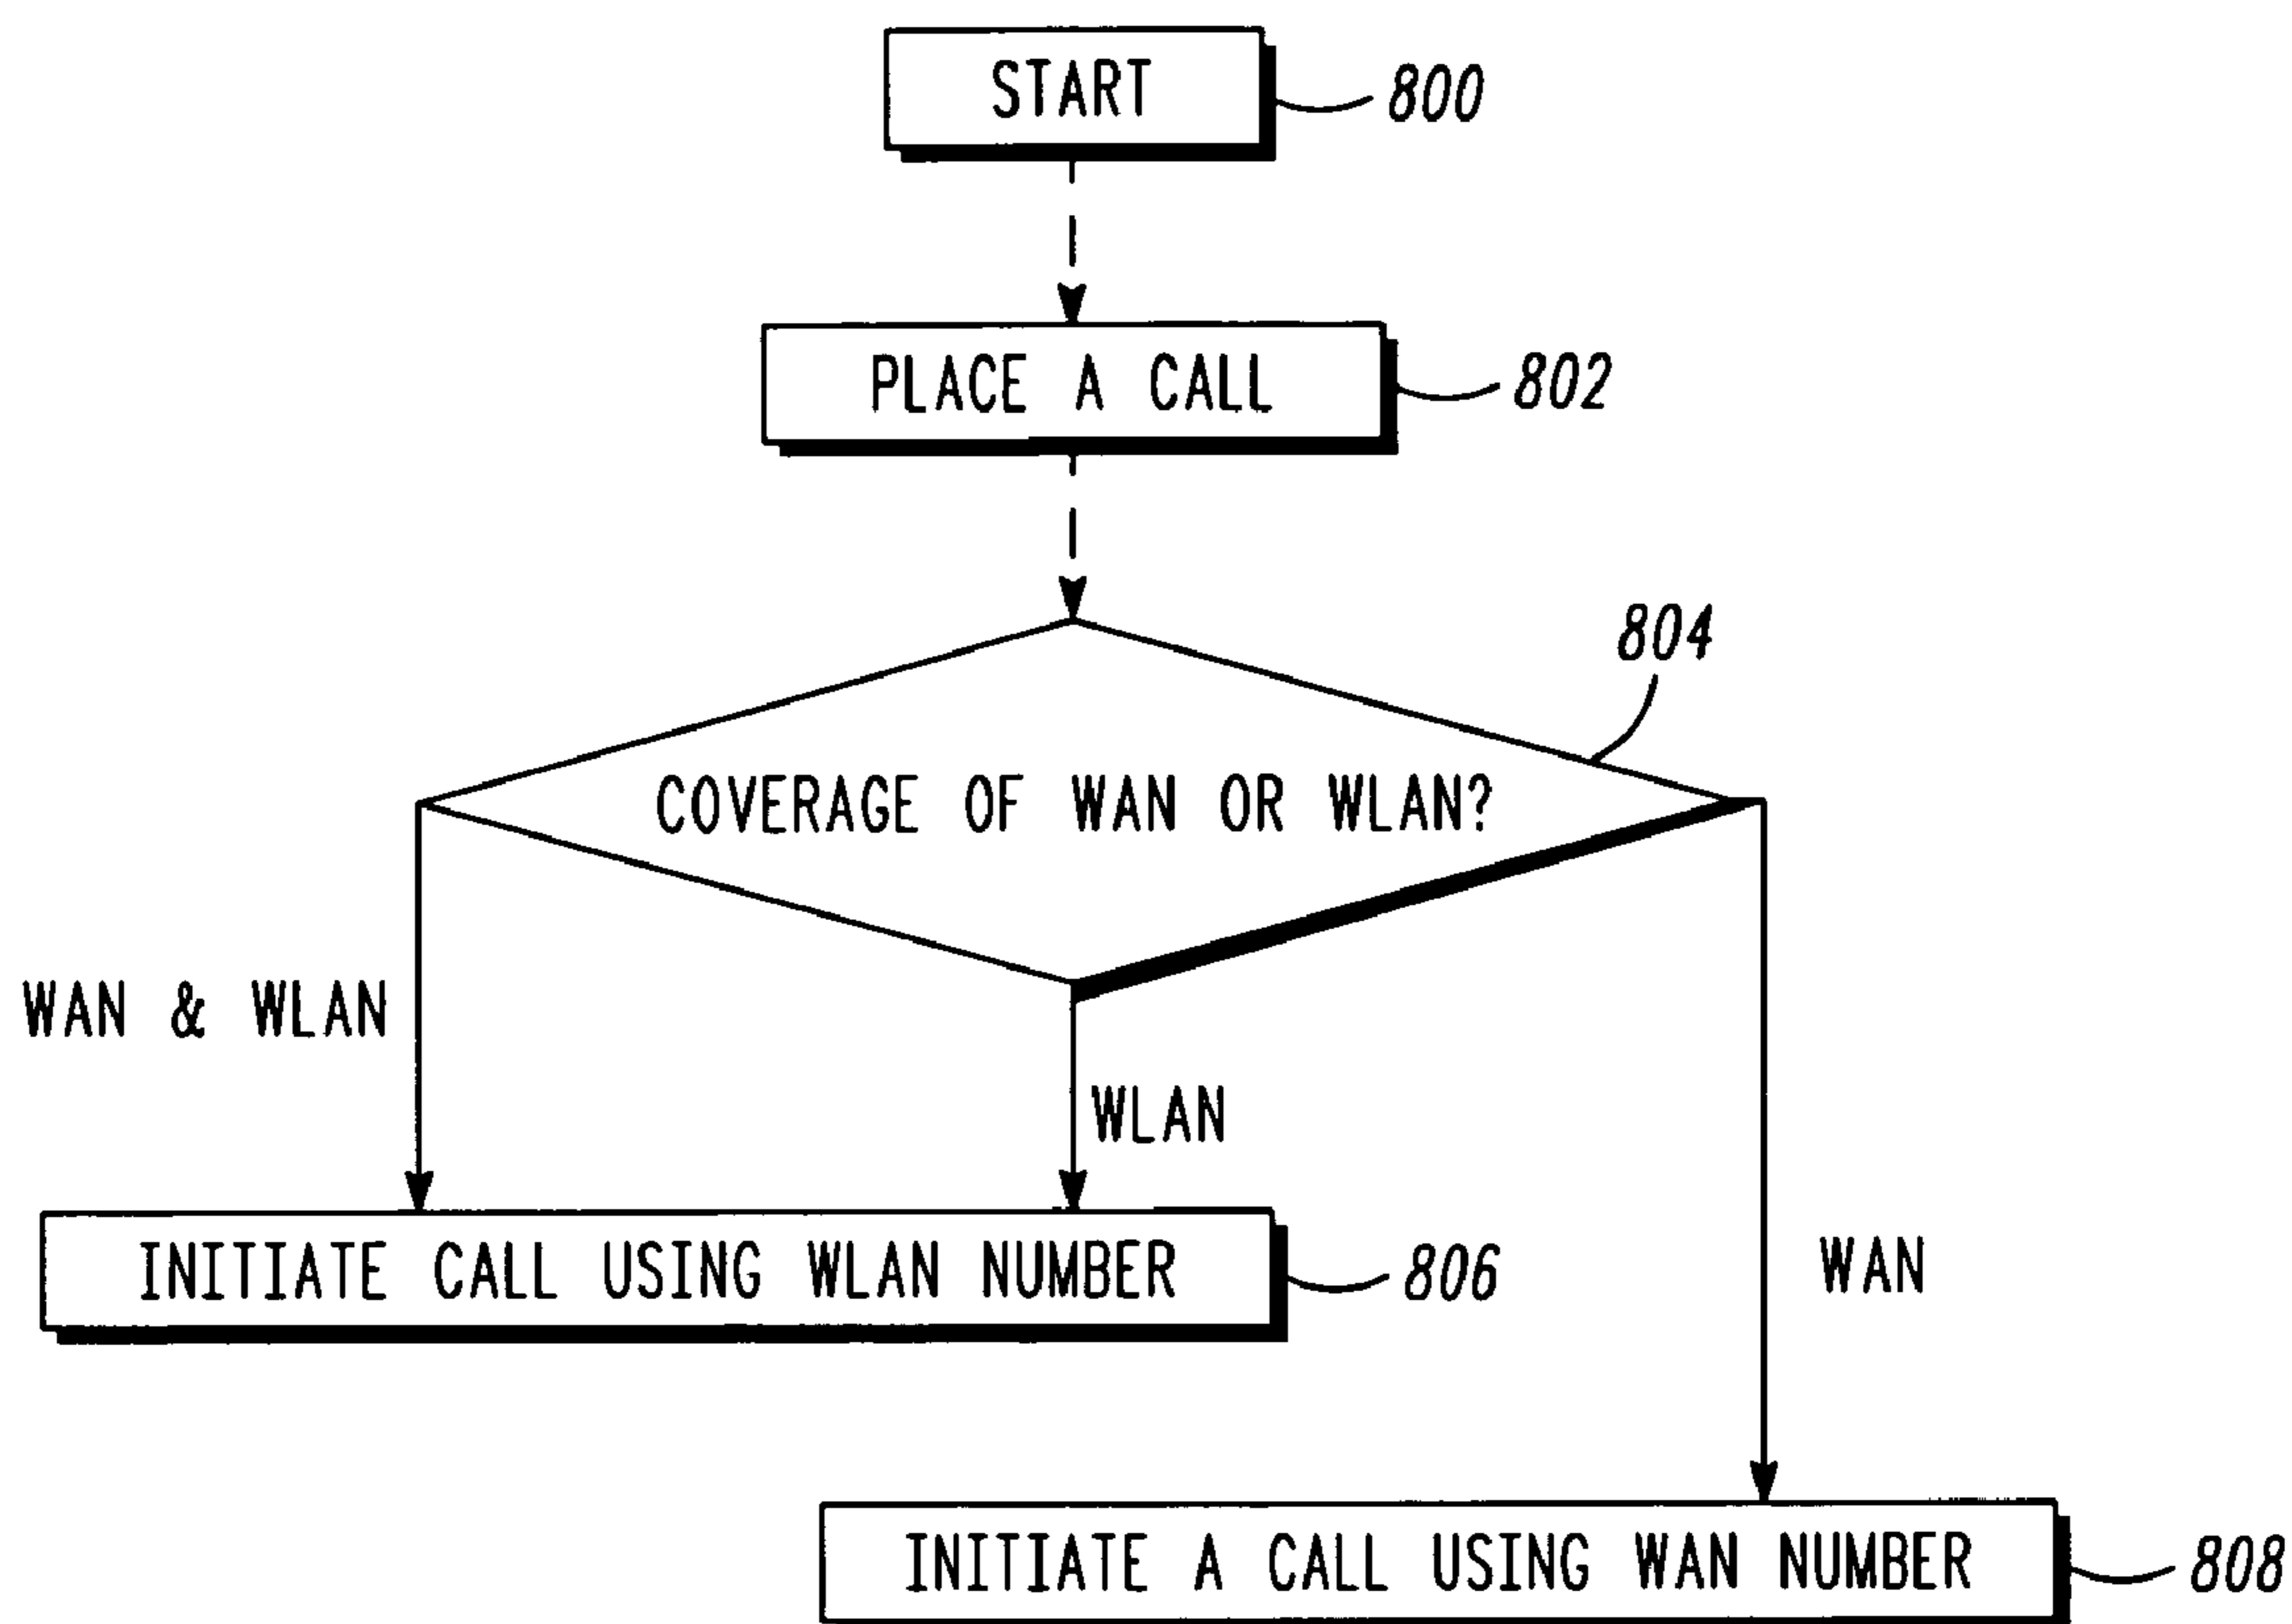 START
800
PLACE A CALL
802
804
COVERAGE OF WAN OR WLAN?
WAN & WLAN
WLAN
INITIATE CALL USING WLAN NUMBER
806
WAN
INITIATE A CALL USING WAN NUMBER
808